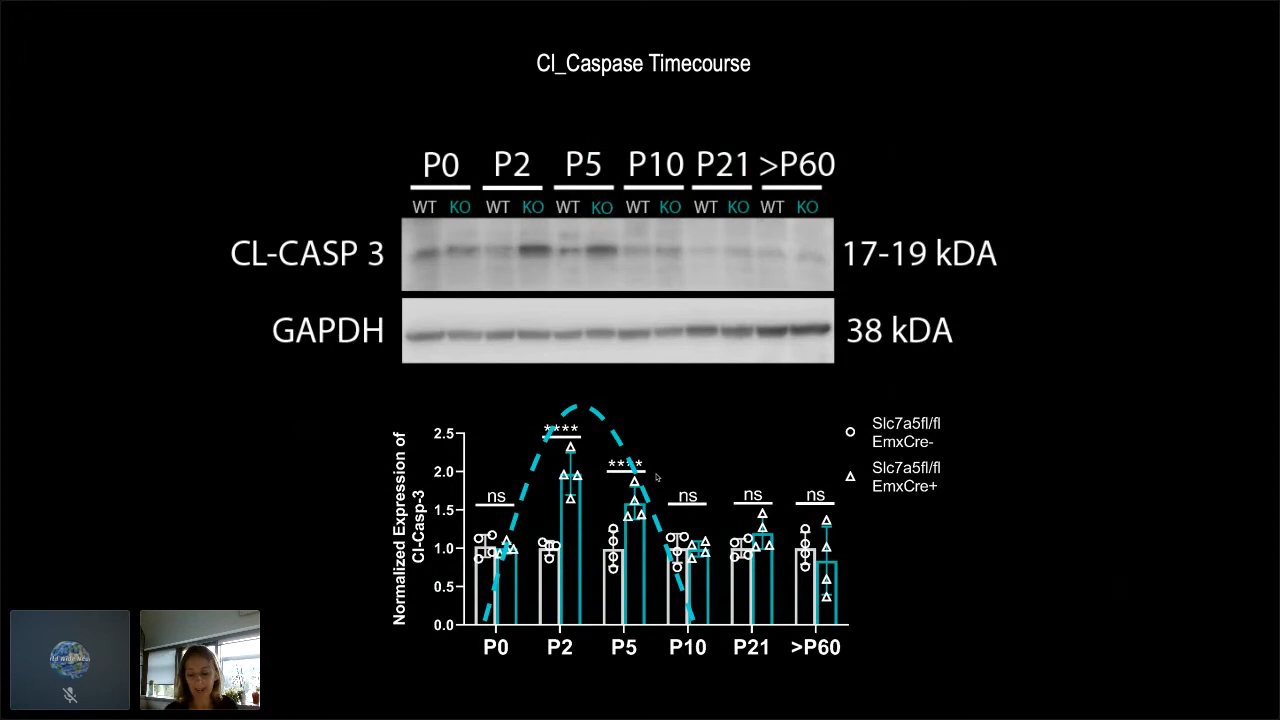 Cl_Caspase Timecourse
P0 P2 P5 P10 P21 >P60
WT KO WT KO WT KO WT KO WT KO WT KO
CL-CASP 3
17-19 kDA
GAPDH
38 kDA
Normalized Expression of
Cl-Casp-3
2.5
2.0
1.5
1.0
0.5
0.0
ns
****
****
ns
ns
ns
P0 P2 P5 P10 P21 >P60
Slc7a5fl/fl
EmxCre-
Slc7a5fl/fl
EmxCre+